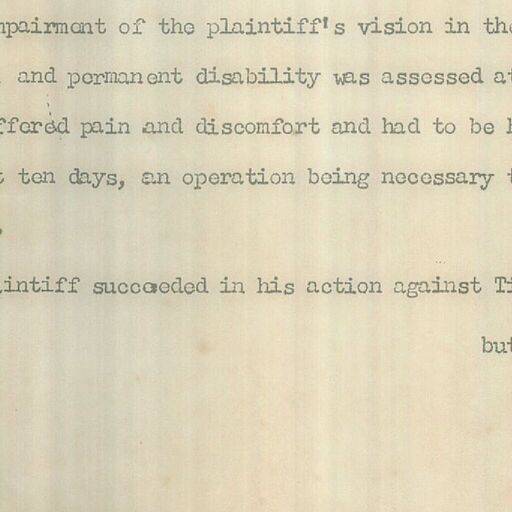 mpairment of the plaintiff's vision in the
and permanent disability was assessed at
ffered pain and discomfort and had to be h
t ten days, an operation being necessary t
aintiff succeeded in his action against Ti
but